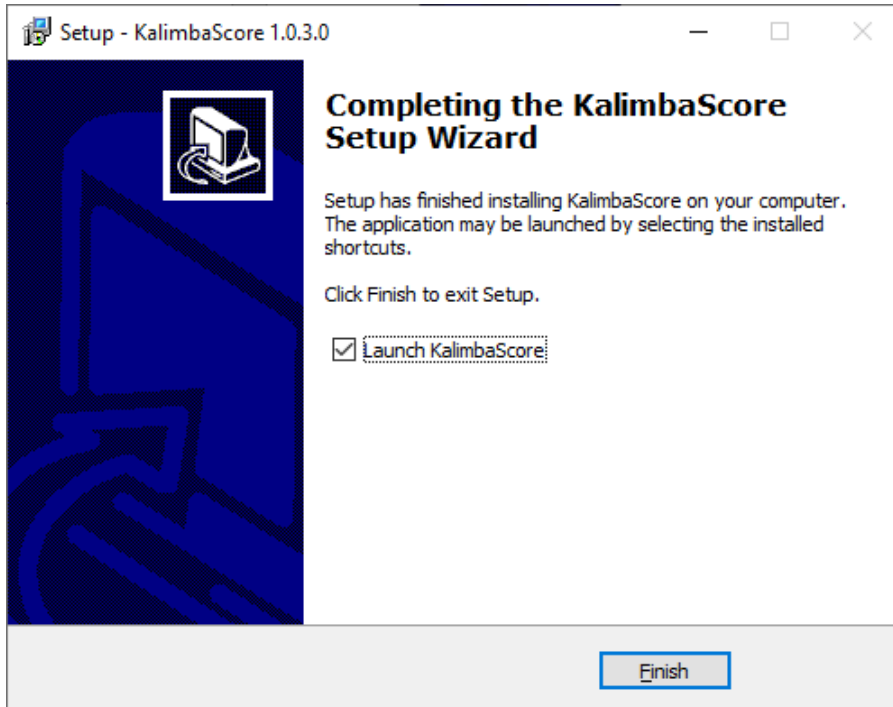 Setup - KalimbaScore 1.0.3.0
Completing the KalimbaScore
Setup Wizard
Setup has finished installing KalimbaScore on your computer.
The application may be launched by selecting the installed
shortcuts.
Click Finish to exit Setup.
Launch KalimbaScore
Finish